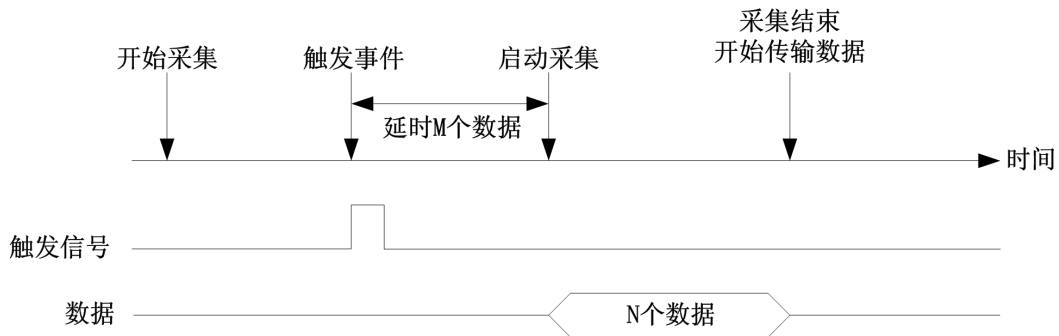 采集结束
开始传输数据
开始采集
触发事件
启动采集
延时M个数据
时间
触发信号
数据
N个数据